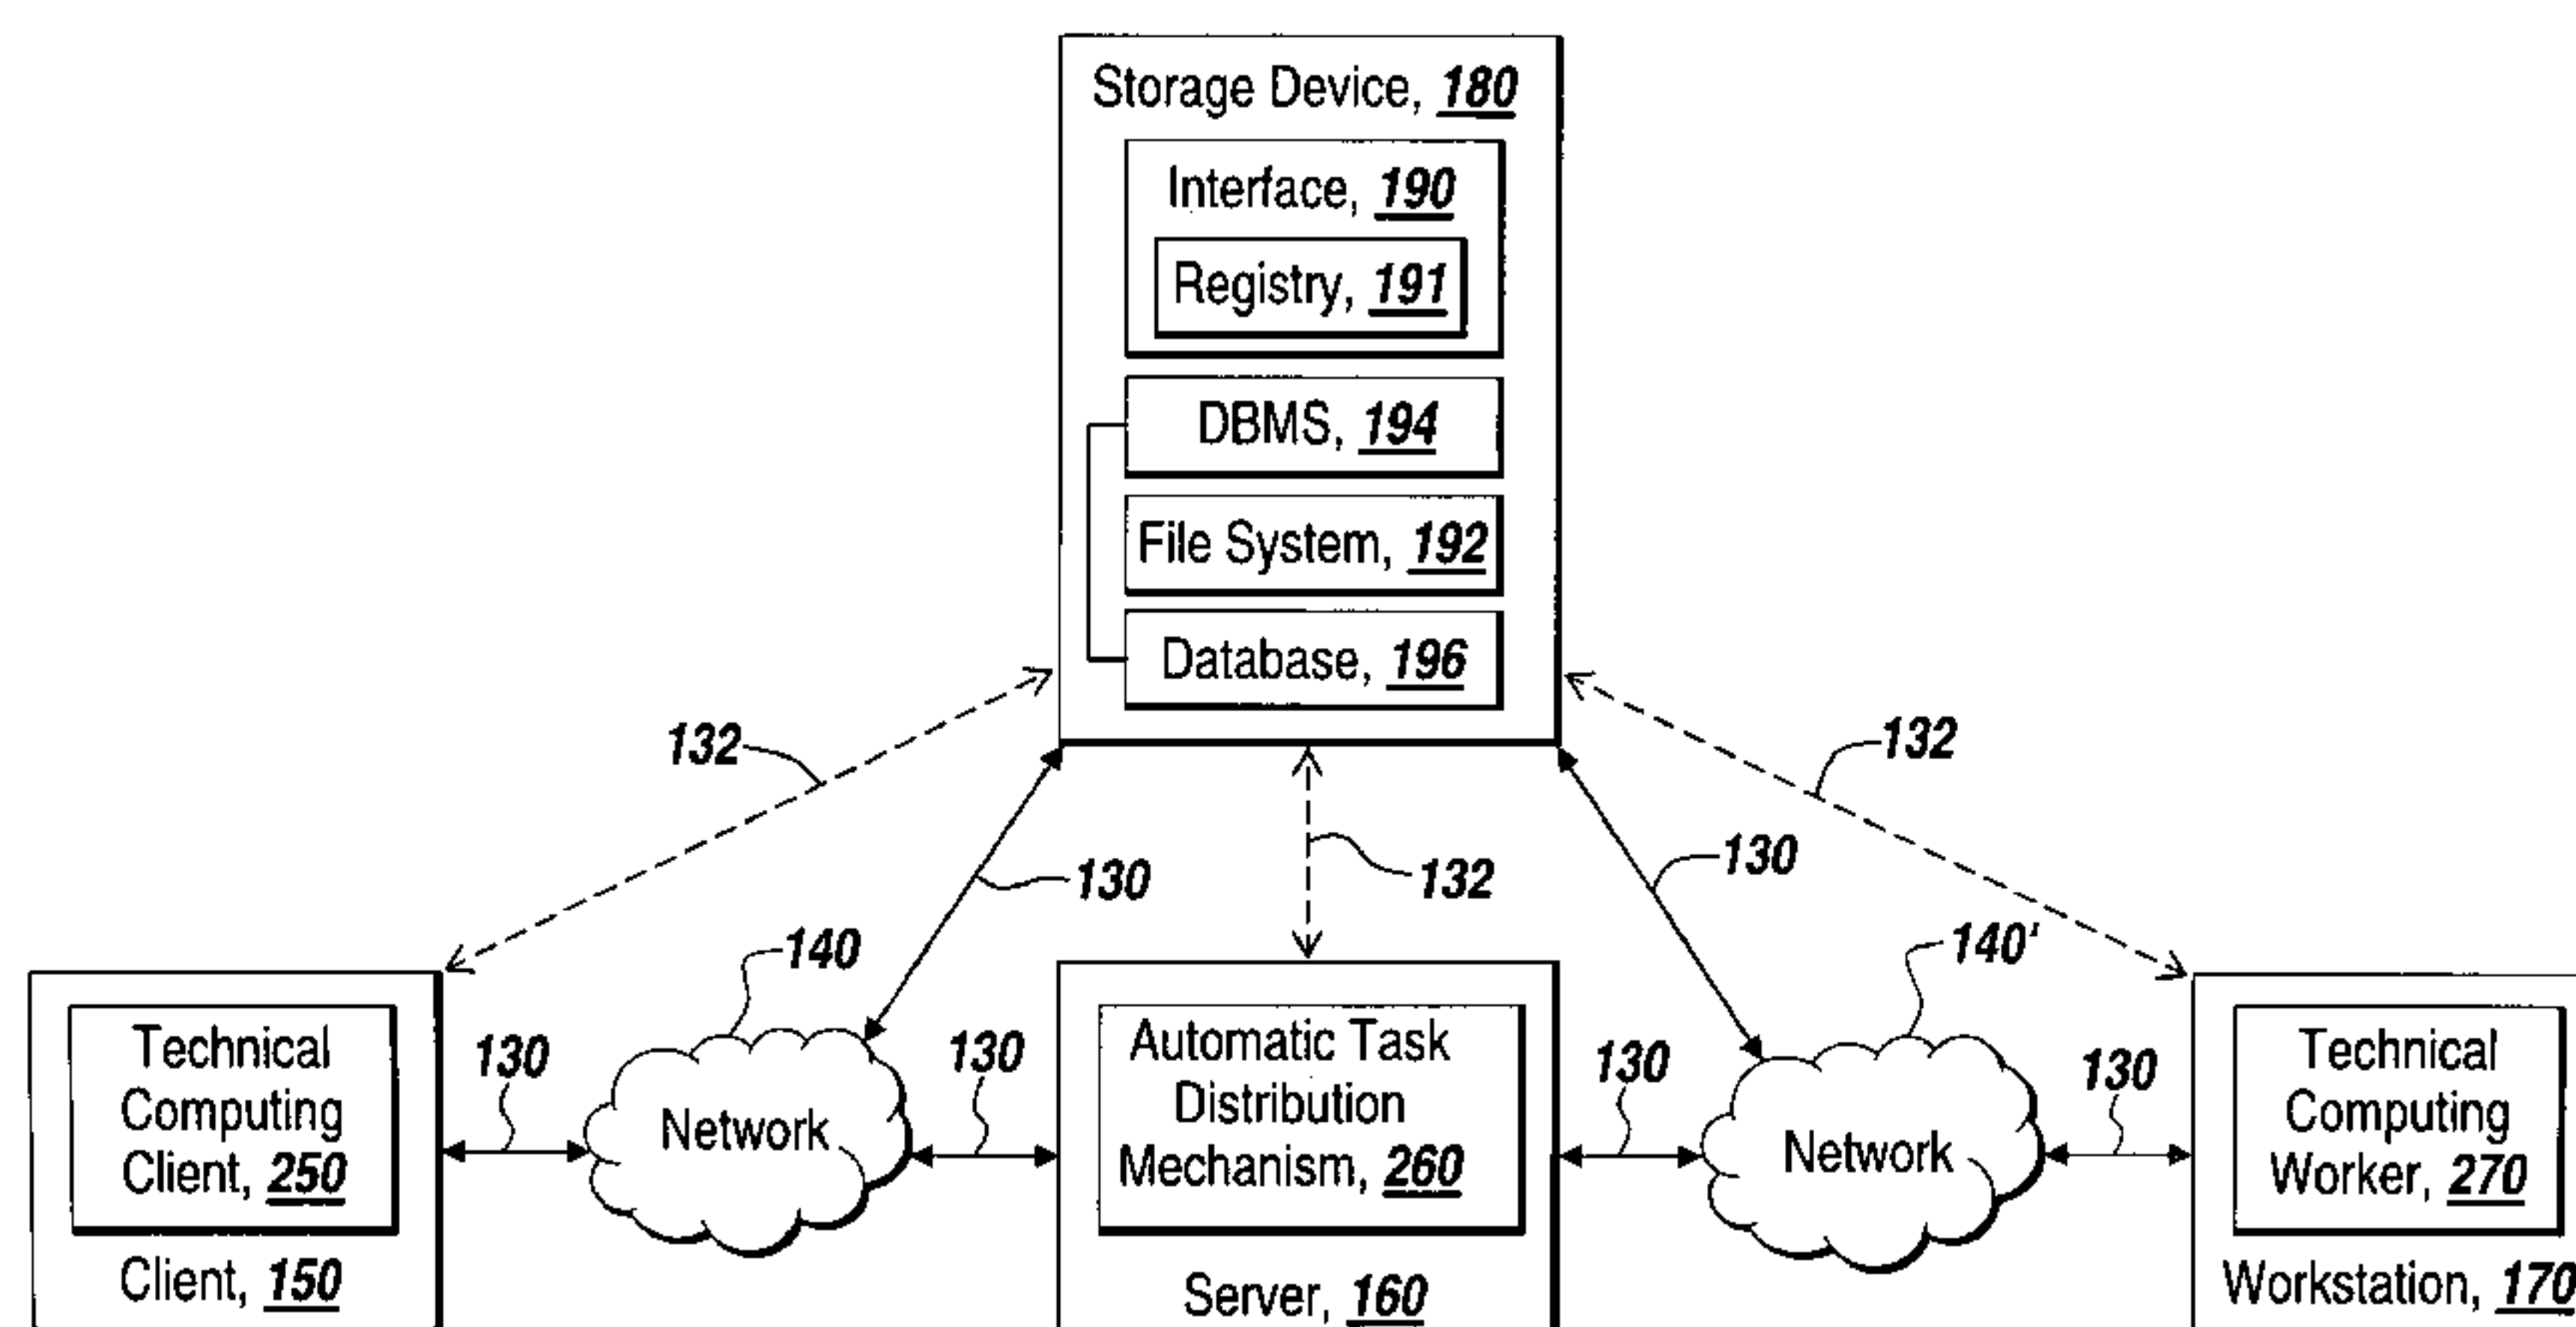 Storage Device, 180
Interface, 190
Registry, 191
DBMS, 194
File System, 192
Database, 196
132
132
130
132
130
140
140'
Technical
Computing
Client, 250
Client, 150
130
Network
130
Automatic Task
Distribution
Mechanism, 260
Server, 160
130
Network
130
Technical
Computing
Worker, 270
Workstation, 170